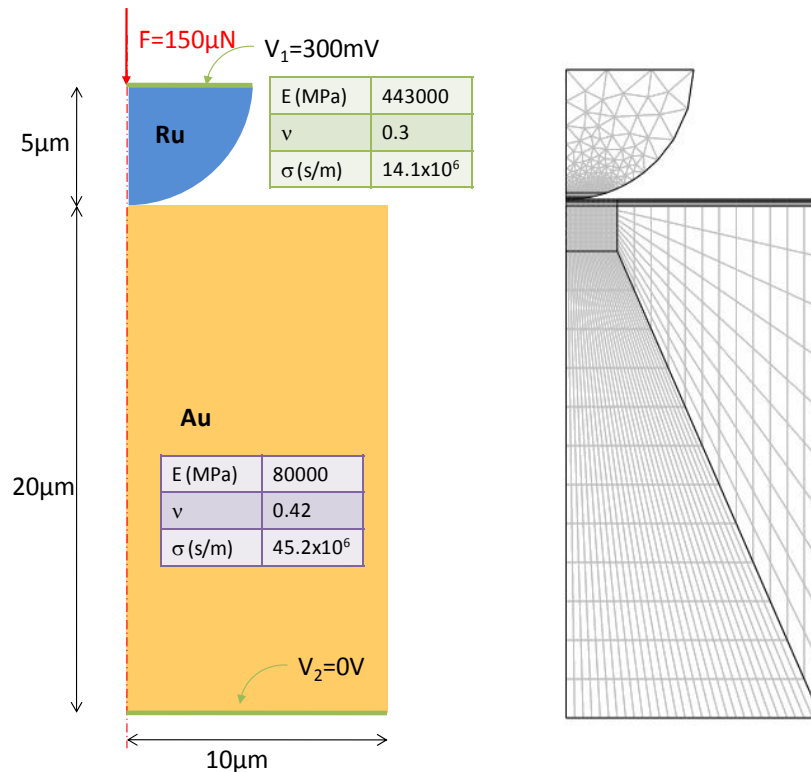 F=150µN
V₁=300mV
5µm
Ru
E (MPa) 443000
ν 0.3
σ (s/m) 14.1x10⁶
20µm
Au
E (MPa) 80000
ν 0.42
σ (s/m) 45.2x10⁶
V₂=0V
10µm